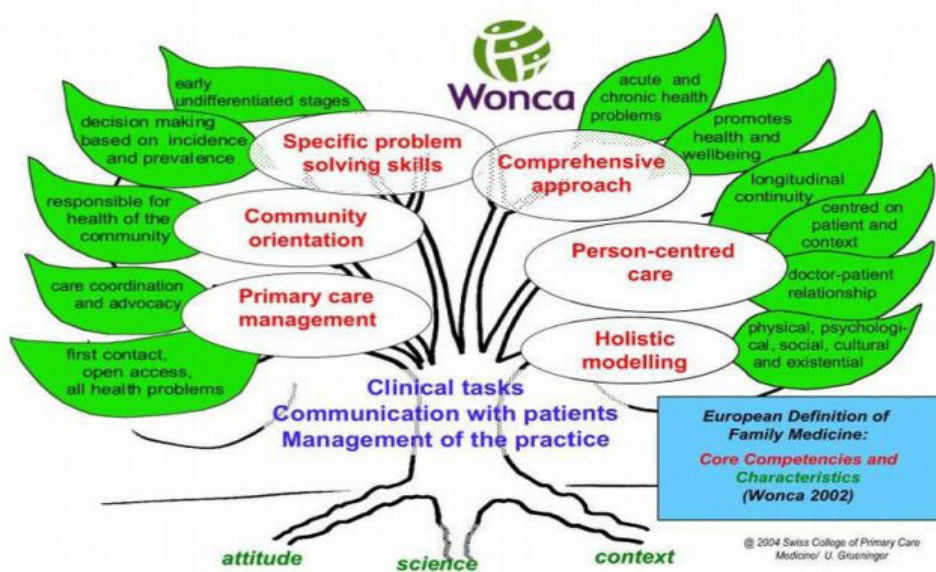 Wonca
early
undifferentiated stages
decision making
based on incidence
and prevalence
responsible for
health of the
community
care coordination
and advocacy
first contact,
open access,
all health problems
Specific problem
solving skills
Community
orientation
Primary care
management
Comprehensive
approach
Person-centred
care
Holistic
modelling
acute and
chronic health
problems
promotes
health and
wellbeing
longitudinal
continuity
centred on
patient and
context
doctor-patient
relationship
physical, psychologi-
cal, social, cultural
and existential
Clinical tasks
Communication with patients
Management of the practice
European Definition of
Family Medicine:
Core Competencies and
Characteristics
(Wonca 2002)
attitude
science
context
@ 2004 Swiss College of Primary Care
Medicine/ U. Grueninger